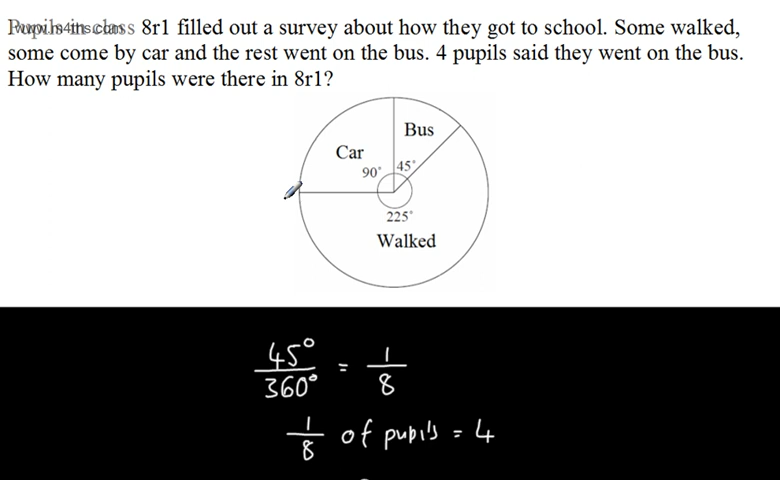 Pupils in class 8r1 filled out a survey about how they got to school. Some walked,
some come by car and the rest went on the bus. 4 pupils said they went on the bus.
How many pupils were there in 8r1?
Bus
Car
90°
45°
225°
Walked
45°/360° = 1/8
1/8 of pupils = 4